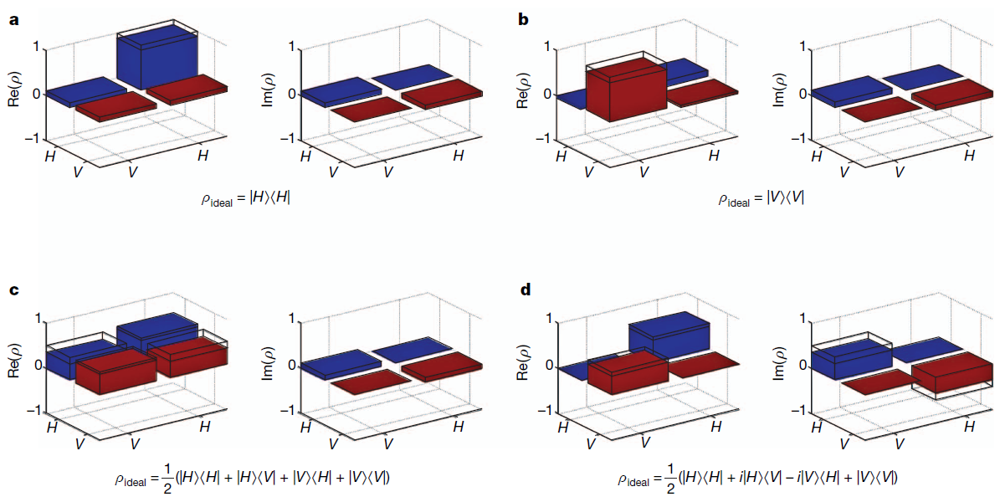 a
b
1
0
−1
Re(ρ)
H
V
V
H
1
0
−1
Im(ρ)
H
V
V
H
1
0
−1
Re(ρ)
H
V
V
H
1
0
−1
Im(ρ)
H
V
V
H
ρideal = |H⟩⟨H|
ρideal = |V⟩⟨V|
c
d
1
0
−1
Re(ρ)
H
V
V
H
1
0
−1
Im(ρ)
H
V
V
H
1
0
−1
Re(ρ)
H
V
V
H
1
0
−1
Im(ρ)
H
V
V
H
ρideal = 1/2 (|H⟩⟨H| + |H⟩⟨V| + |V⟩⟨H| + |V⟩⟨V|)
ρideal = 1/2 (|H⟩⟨H| + i|H⟩⟨V| − i|V⟩⟨H| + |V⟩⟨V|)